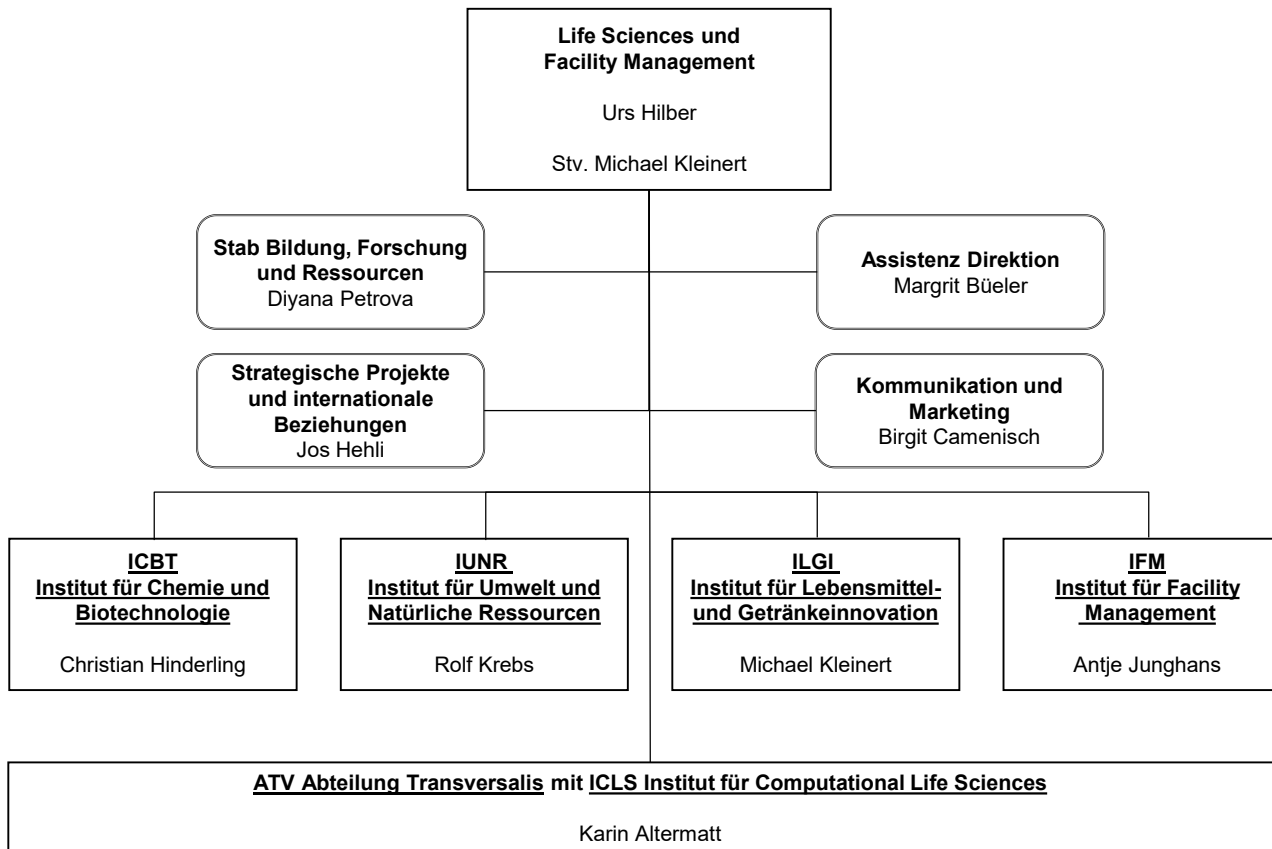 Life Sciences und
Facility Management
Urs Hilber
Stv. Michael Kleinert
Stab Bildung, Forschung
und Ressourcen
Diyana Petrova
Assistenz Direktion
Margrit Büeler
Strategische Projekte
und internationale
Beziehungen
Jos Hehli
Kommunikation und
Marketing
Birgit Camenisch
ICBT
Institut für Chemie und
Biotechnologie
Christian Hinderling
IUNR
Institut für Umwelt und
Natürliche Ressourcen
Rolf Krebs
ILGI
Institut für Lebensmittel-
und Getränkeinnovation
Michael Kleinert
IFM
Institut für Facility
Management
Antje Junghans
ATV Abteilung Transversalis mit ICLS Institut für Computational Life Sciences
Karin Altermatt